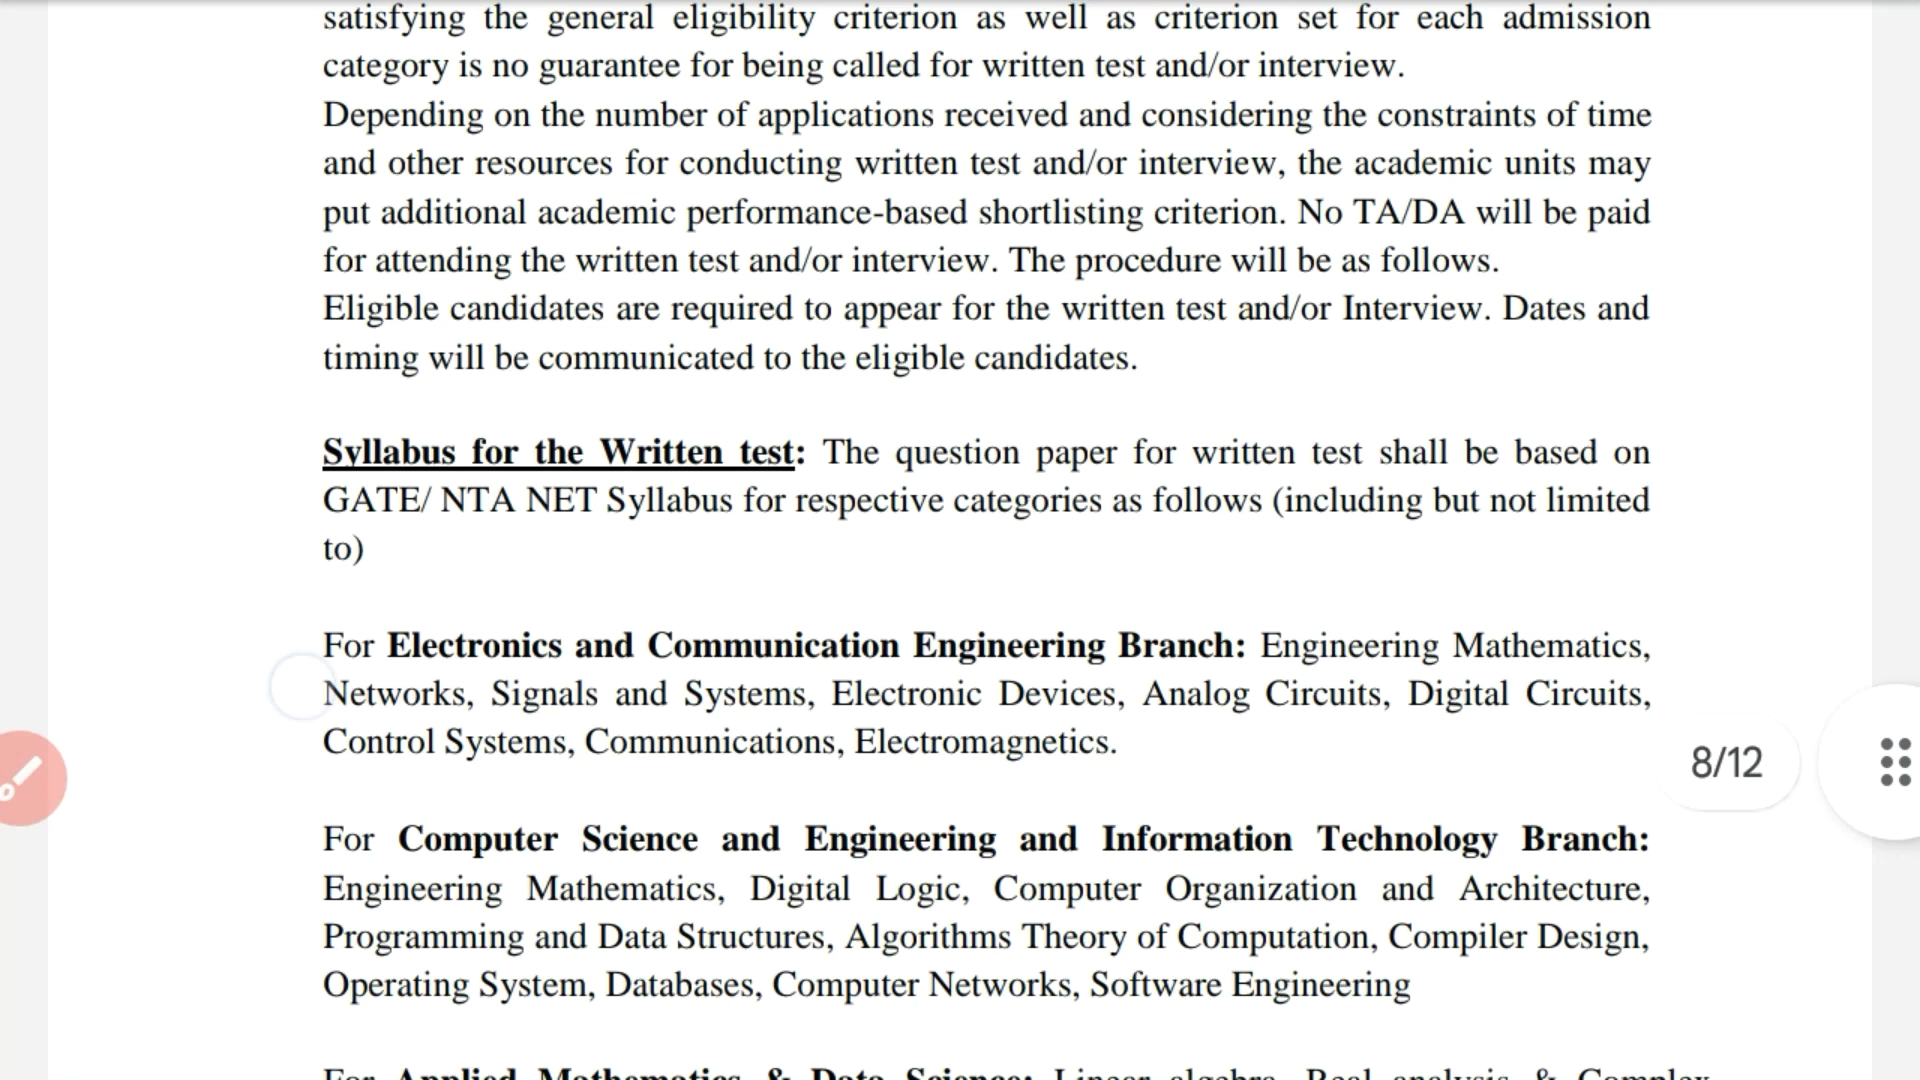 satisfying the general eligibility criterion as well as criterion set for each admission
category is no guarantee for being called for written test and/or interview.
Depending on the number of applications received and considering the constraints of time
and other resources for conducting written test and/or interview, the academic units may
put additional academic performance-based shortlisting criterion. No TA/DA will be paid
for attending the written test and/or interview. The procedure will be as follows.
Eligible candidates are required to appear for the written test and/or Interview. Dates and
timing will be communicated to the eligible candidates.
Syllabus for the Written test: The question paper for written test shall be based on
GATE/ NTA NET Syllabus for respective categories as follows (including but not limited
to)
For Electronics and Communication Engineering Branch: Engineering Mathematics,
Networks, Signals and Systems, Electronic Devices, Analog Circuits, Digital Circuits,
Control Systems, Communications, Electromagnetics.
8/12
For Computer Science and Engineering and Information Technology Branch:
Engineering Mathematics, Digital Logic, Computer Organization and Architecture,
Programming and Data Structures, Algorithms Theory of Computation, Compiler Design,
Operating System, Databases, Computer Networks, Software Engineering
For Applied Mathematics & Data Science: Linear algebra, Real analysis & Complex